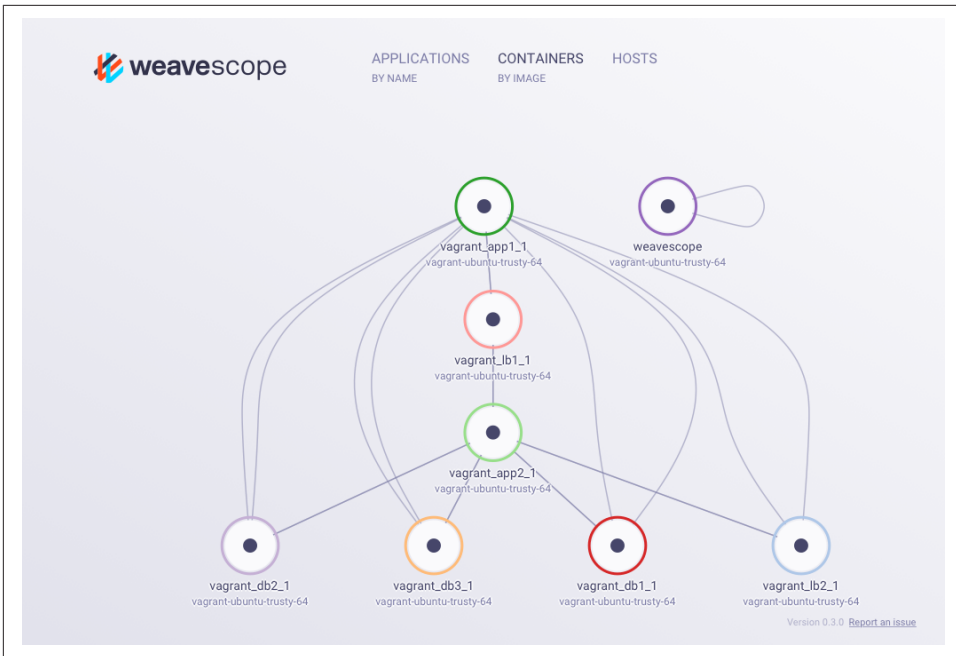 weavescope
APPLICATIONS CONTAINERS HOSTS
BY NAME BY IMAGE
vagrant_app1_1
vagrant-ubuntu-trusty-64
weavescope
vagrant-ubuntu-trusty-64
vagrant_lb1_1
vagrant-ubuntu-trusty-64
vagrant_app2_1
vagrant-ubuntu-trusty-64
vagrant_db2_1
vagrant-ubuntu-trusty-64
vagrant_db3_1
vagrant-ubuntu-trusty-64
vagrant_db1_1
vagrant-ubuntu-trusty-64
vagrant_lb2_1
vagrant-ubuntu-trusty-64
Version 0.3.0 Report an issue